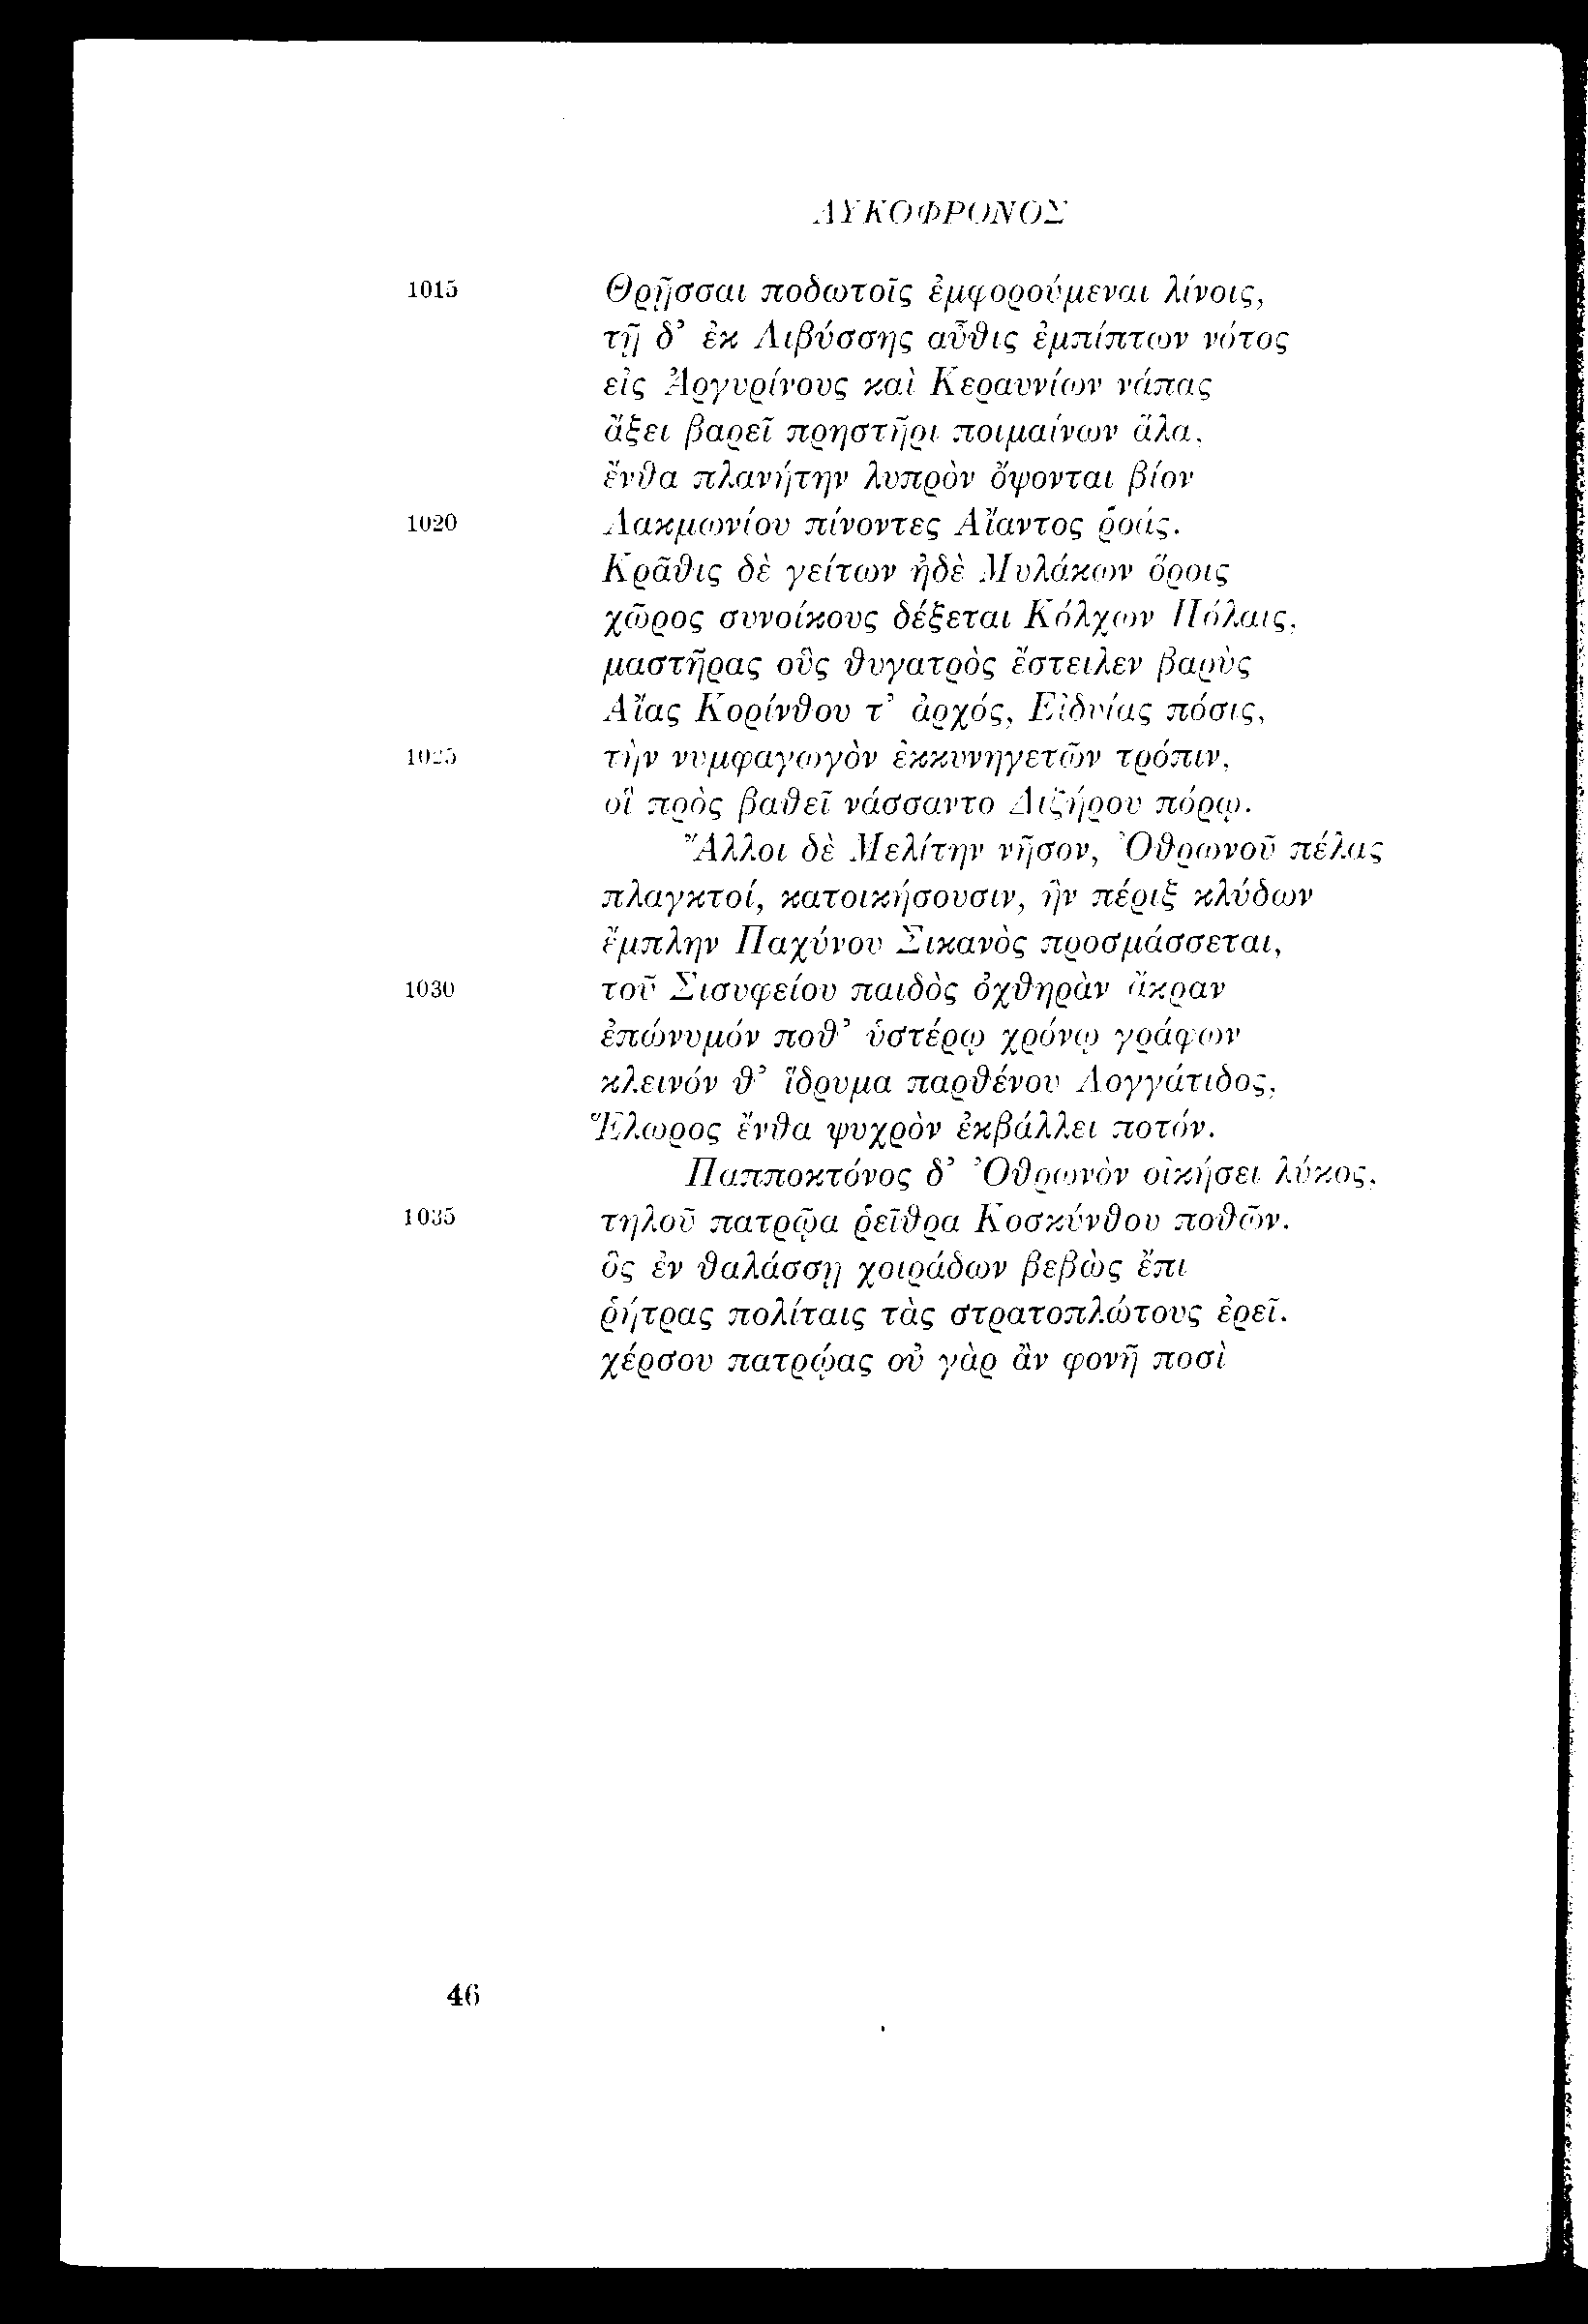 ΛΥΚΟΦΡΟΝΟΣ
1015 Θρῇσσαι ποδωτοῖς ἐμφορούμεναι λίνοις,
τῇ δ’ ἐκ Λιβύσσης αὖθις ἐμπίπτων νότος
εἰς Ἀργυρίνους καὶ Κεραυνίων νάπας
ἄξει βαρεῖ πρηστῆρι ποιμαίνων ἅλα,
ἔνθα πλανήτην λυπρὸν ὄψονται βίον
1020 Λακμωνίου πίνοντες Αἴαντος ῥοάς.
Κρᾶθις δὲ γείτων ἠδὲ Μυλάκων ὅροις
χῶρος συνοίκους δέξεται Κόλχων Πόλαις,
μαστῆρας οὓς θυγατρὸς ἔστειλεν βαρὺς
Αἴας Κορίνθου τ’ ἀρχός, Εἰδυίας πόσις,
1025 τὴν νυμφαγωγὸν ἐκκυνηγετῶν τρόπιν,
οἳ πρὸς βαθεῖ νάσσαντο Διζήρου πόρῳ.
Ἄλλοι δὲ Μελίτην νῆσον, Ὀθρωνοῦ πέλας
πλαγκτοί, κατοικήσουσιν, ἣν πέριξ κλύδων
ἔμπλην Παχύνου Σικανὸς προσμάσσεται,
1030 τοῦ Σισυφείου παιδὸς ὀχθηρὰν ἄκραν
ἐπώνυμόν ποθ’ ὑστέρῳ χρόνῳ γράφων
κλεινόν θ’ ἵδρυμα παρθένου Λογγάτιδος,
Ἕλωρος ἔνθα ψυχρὸν ἐκβάλλει ποτόν.
Παπποκτόνος δ’ Ὀθρωνὸν οἰκήσει λύκος,
1035 τηλοῦ πατρῷα ῥεῖθρα Κοσκύνθου ποθῶν.
ὃς ἐν θαλάσσῃ χοιράδων βεβὼς ἔπι
ῥήτρας πολίταις τὰς στρατοπλώτους ἐρεῖ.
χέρσου πατρῴας οὐ γὰρ ἂν φονῆ ποσὶ
46